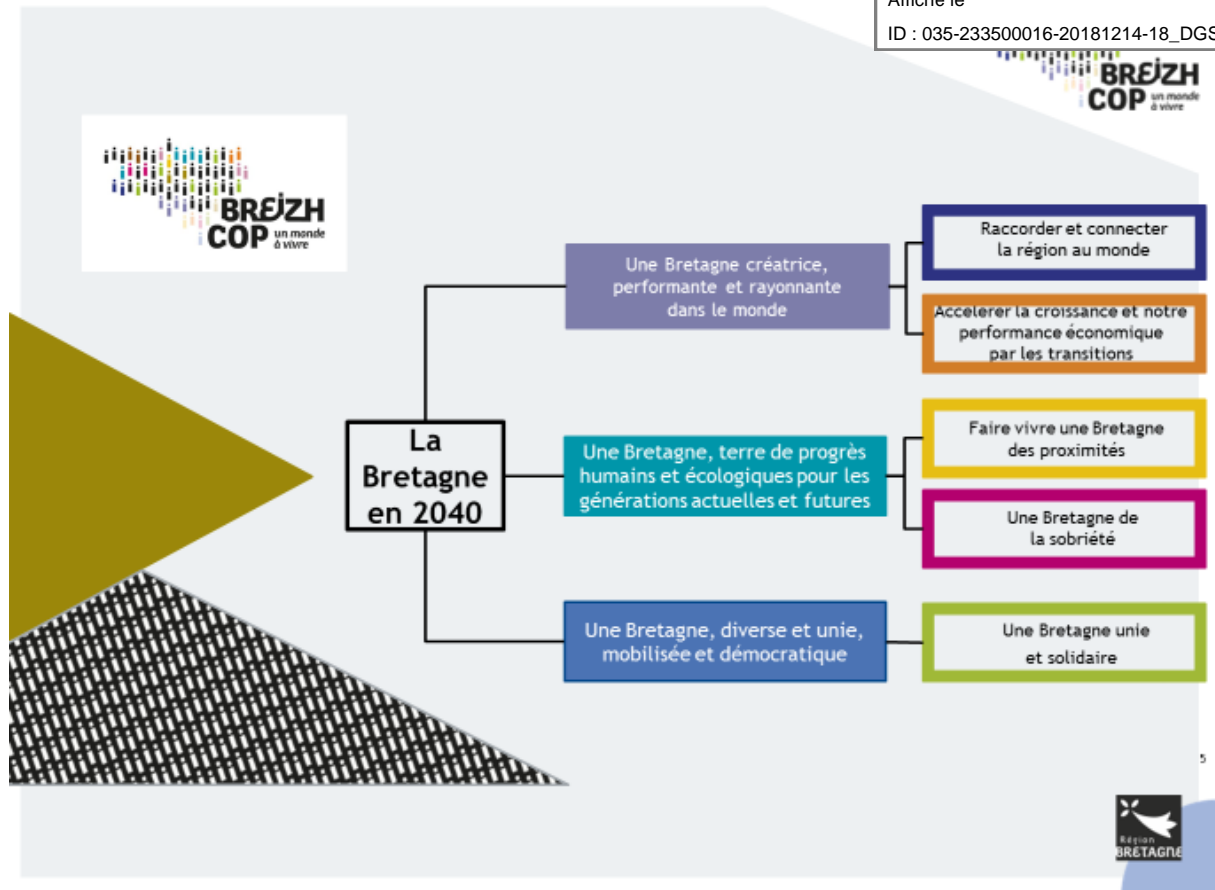 Affiché le
ID : 035-233500016-20181214-18_DGS
BREIZH
COP un monde
à vivre
BREIZH
COP un monde
à vivre
Une Bretagne créatrice,
performante et rayonnante
dans le monde
Raccorder et connecter
la région au monde
Accélérer la croissance et notre
performance économique
par les transitions
La
Bretagne
en 2040
Une Bretagne, terre de progrès
humains et écologiques pour les
générations actuelles et futures
Faire vivre une Bretagne
des proximités
Une Bretagne de
la sobriété
Une Bretagne, diverse et unie,
mobilisée et démocratique
Une Bretagne unie
et solidaire
5
Région
BRETAGNE